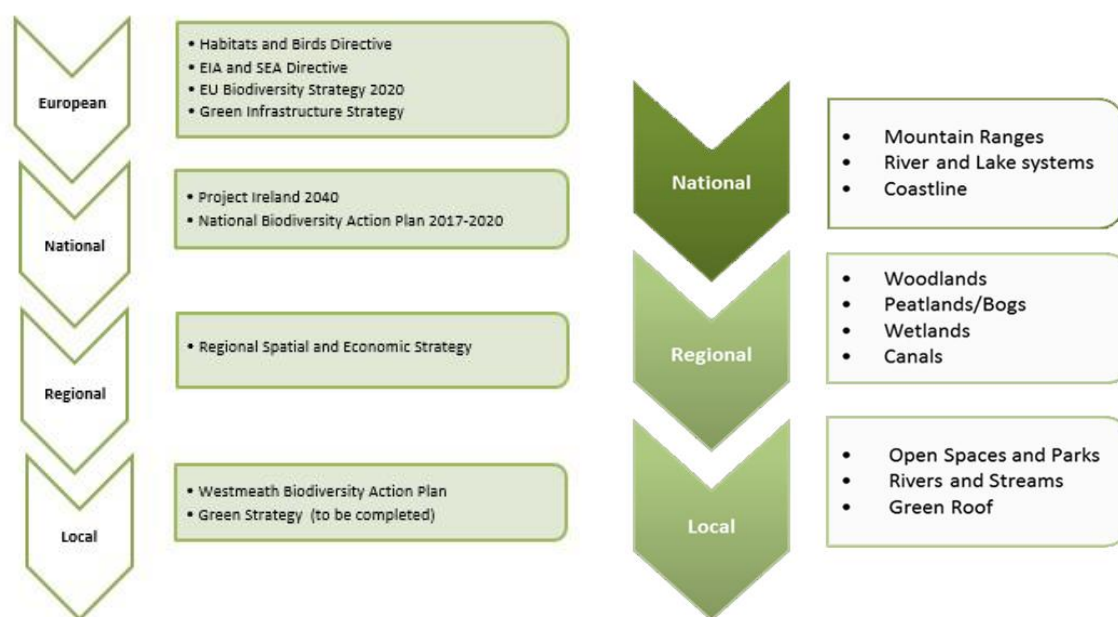 European
• Habitats and Birds Directive
• EIA and SEA Directive
• EU Biodiversity Strategy 2020
• Green Infrastructure Strategy
National
• Project Ireland 2040
• National Biodiversity Action Plan 2017-2020
Regional
• Regional Spatial and Economic Strategy
Local
• Westmeath Biodiversity Action Plan
• Green Strategy (to be completed)
National
• Mountain Ranges
• River and Lake systems
• Coastline
Regional
• Woodlands
• Peatlands/Bogs
• Wetlands
• Canals
Local
• Open Spaces and Parks
• Rivers and Streams
• Green Roof